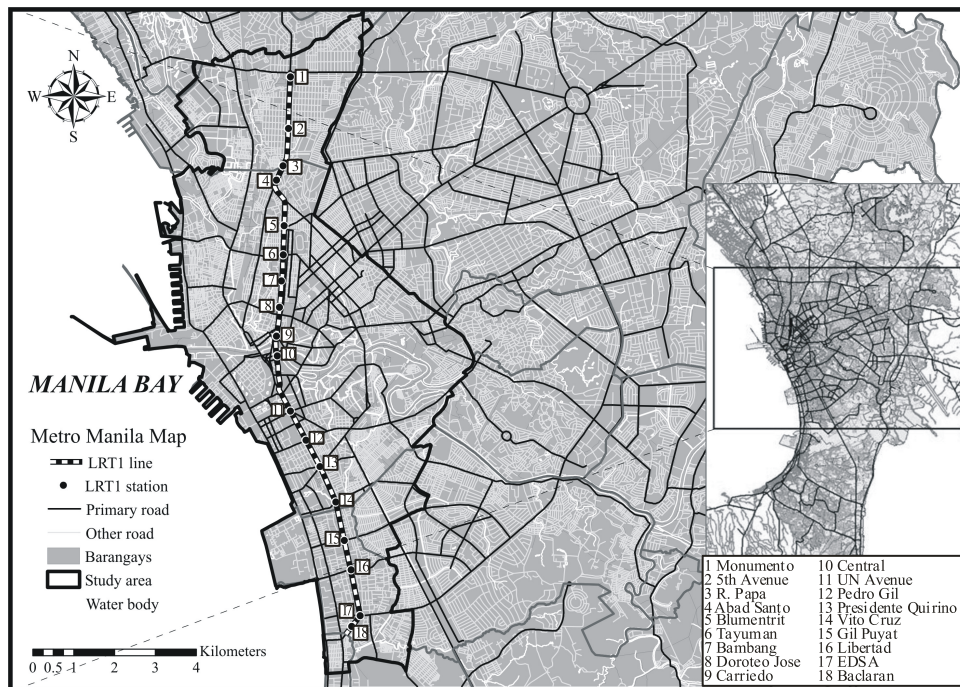 N
W E
S
1
2
3
4
5
6
7
8
9
10
11
12
13
14
15
16
17
18
MANILA BAY
Metro Manila Map
LRT1 line
LRT1 station
Primary road
Other road
Barangays
Study area
Water body
Kilometers
0 0.5 1 2 3 4
1 Monumento
2 5th Avenue
3 R. Papa
4 Abad Santo
5 Blumentrit
6 Tayuman
7 Bambang
8 Doroteo Jose
9 Carriedo
10 Central
11 UN Avenue
12 Pedro Gil
13 Presidente Quirino
14 Vito Cruz
15 Gil Puyat
16 Libertad
17 EDSA
18 Baclaran